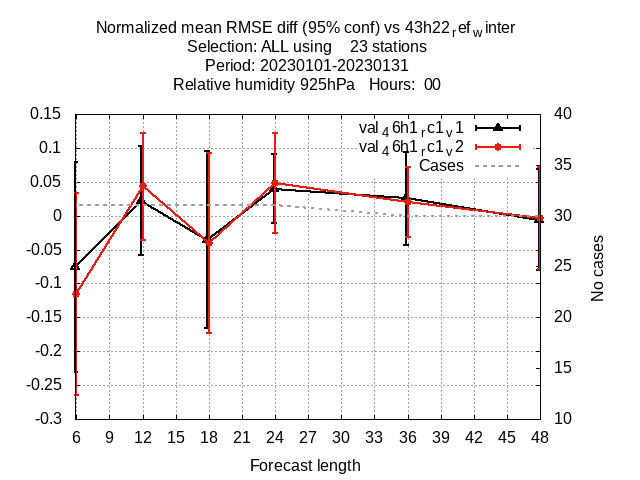 Normalized mean RMSE diff (95% conf) vs 43h22refwinter
Selection: ALL using 23 stations
Period: 20230101-20230131
Relative humidity 925hPa Hours: 00
0.15
0.1
0.05
0
-0.05
-0.1
-0.15
-0.2
-0.25
-0.3
40
35
30
25
20
15
10
val46h1rc1v1
val46h1rc1v2
Cases
No cases
6 9 12 15 18 21 24 27 30 33 36 39 42 45 48
Forecast length